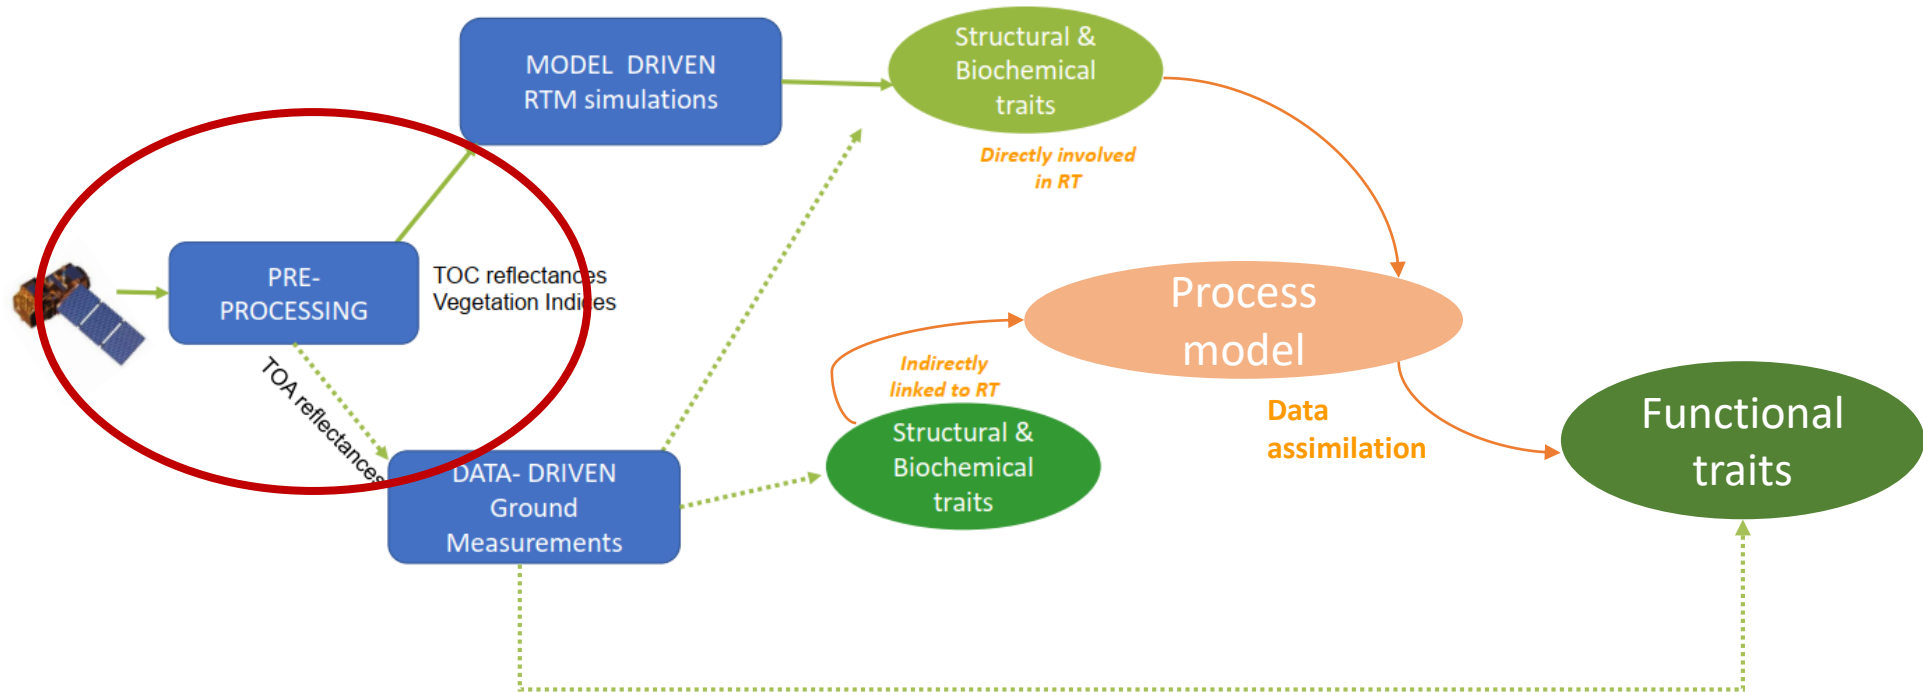 MODEL DRIVEN
RTM simulations
Structural &
Biochemical
traits
Directly involved
in RT
PRE-
PROCESSING
TOC reflectances
Vegetation Indices
TOA reflectances
Process
model
Indirectly
linked to RT
Structural &
Biochemical
traits
Data
assimilation
Functional
traits
DATA- DRIVEN
Ground
Measurements